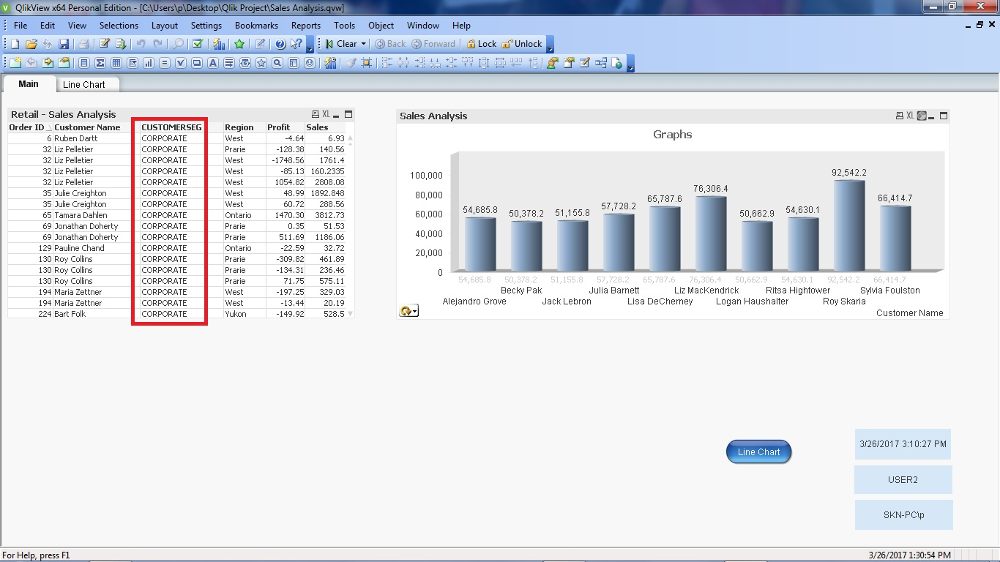 QlikView x64 Personal Edition - [C:\Users\p\Desktop\Qlik Project\Sales Analysis.qvw]
File Edit View Selections Layout Settings Bookmarks Reports Tools Object Window Help
Clear Back Forward Lock Unlock
Main Line Chart
Retail - Sales Analysis XL
Order ID Customer Name CUSTOMERSEG Region Profit Sales
6 Ruben Dartt CORPORATE West -4.64 6.93
32 Liz Pelletier CORPORATE Prarie -128.38 140.56
32 Liz Pelletier CORPORATE West -1748.56 1761.4
32 Liz Pelletier CORPORATE West -85.13 160.2335
32 Liz Pelletier CORPORATE West 1054.82 2808.08
35 Julie Creighton CORPORATE West 48.99 1892.848
35 Julie Creighton CORPORATE West 60.72 288.56
65 Tamara Dahlen CORPORATE Ontario 1470.30 3812.73
69 Jonathan Doherty CORPORATE Prarie 0.35 51.53
69 Jonathan Doherty CORPORATE Prarie 511.69 1186.06
129 Pauline Chand CORPORATE Ontario -22.59 32.72
130 Roy Collins CORPORATE Prarie -309.82 461.89
130 Roy Collins CORPORATE Prarie -134.31 236.46
130 Roy Collins CORPORATE Prarie 71.75 575.11
194 Maria Zettner CORPORATE West -197.25 329.03
194 Maria Zettner CORPORATE West -13.44 20.19
224 Bart Folk CORPORATE Yukon -149.92 528.5
Sales Analysis XL
Graphs
100,000
80,000
60,000
40,000
20,000
0
54,685.8 50,378.2 51,155.8 57,728.2 65,787.6 76,306.4 50,662.9 54,630.1 92,542.2 66,414.7
54,685.8 50,378.2 51,155.8 57,728.2 65,787.6 76,306.4 50,662.9 54,630.1 92,542.2 66,414.7
Becky Pak Julia Barnett Liz MacKendrick Ritsa Hightower Sylvia Foulston
Alejandro Grove Jack Lebron Lisa DeCherney Logan Haushalter Roy Skaria
Customer Name
Line Chart
3/26/2017 3:10:27 PM
USER2
SKN-PC\p
For Help, press F1 3/26/2017 1:30:54 PM